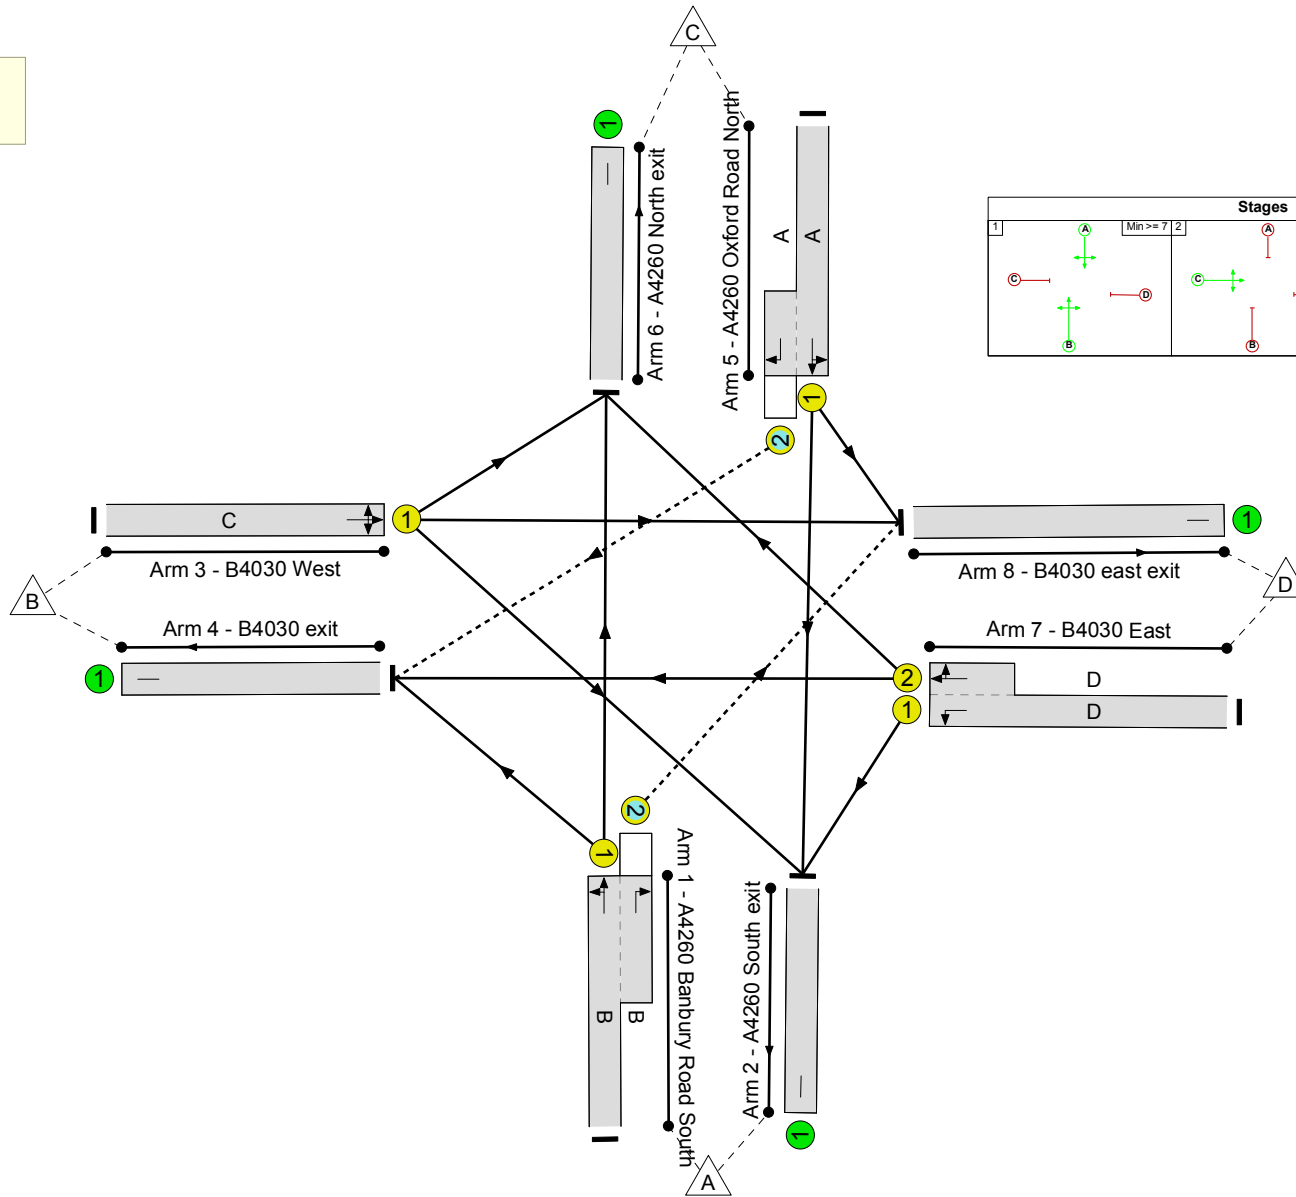 C
1
Arm 6 - A4260 North exit
Arm 5 - A4260 Oxford Road North
A
A
1
2
Stages
1
Min >= 7
2
A
C
D
B
A
C
B
C
1
Arm 3 - B4030 West
B
Arm 4 - B4030 exit
1
1
Arm 8 - B4030 east exit
D
Arm 7 - B4030 East
2
D
1
D
2
1
Arm 1 - A4260 Banbury Road South
B
B
Arm 2 - A4260 South exit
1
A